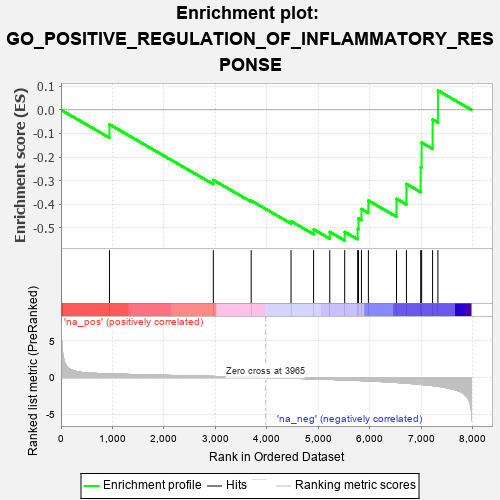 Enrichment plot:
GO_POSITIVE_REGULATION_OF_INFLAMMATORY_RES
PONSE
Enrichment score (ES)
0.1
0.0
-0.1
-0.2
-0.3
-0.4
-0.5
'na_pos' (positively correlated)
Ranked list metric (PreRanked)
5
0
-5
Zero cross at 3965
'na_neg' (negatively correlated)
0 1,000 2,000 3,000 4,000 5,000 6,000 7,000 8,000
Rank in Ordered Dataset
Enrichment profile Hits Ranking metric scores